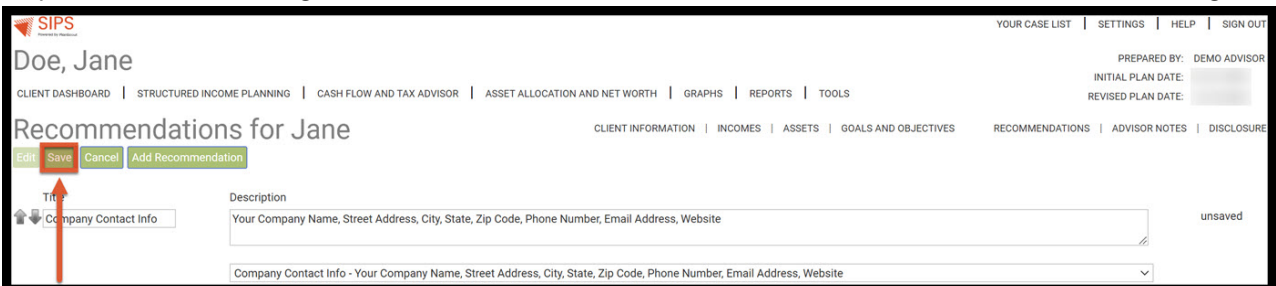 SIPS
YOUR CASE LIST | SETTINGS | HELP | SIGN OUT
Doe, Jane
PREPARED BY: DEMO ADVISOR
INITIAL PLAN DATE:
REVISED PLAN DATE:
CLIENT DASHBOARD | STRUCTURED INCOME PLANNING | CASH FLOW AND TAX ADVISOR | ASSET ALLOCATION AND NET WORTH | GRAPHS | REPORTS | TOOLS
Recommendations for Jane
CLIENT INFORMATION | INCOMES | ASSETS | GOALS AND OBJECTIVES RECOMMENDATIONS | ADVISOR NOTES | DISCLOSURE
Edit Save Cancel Add Recommendation
Title Description
Company Contact Info Your Company Name, Street Address, City, State, Zip Code, Phone Number, Email Address, Website unsaved
Company Contact Info - Your Company Name, Street Address, City, State, Zip Code, Phone Number, Email Address, Website